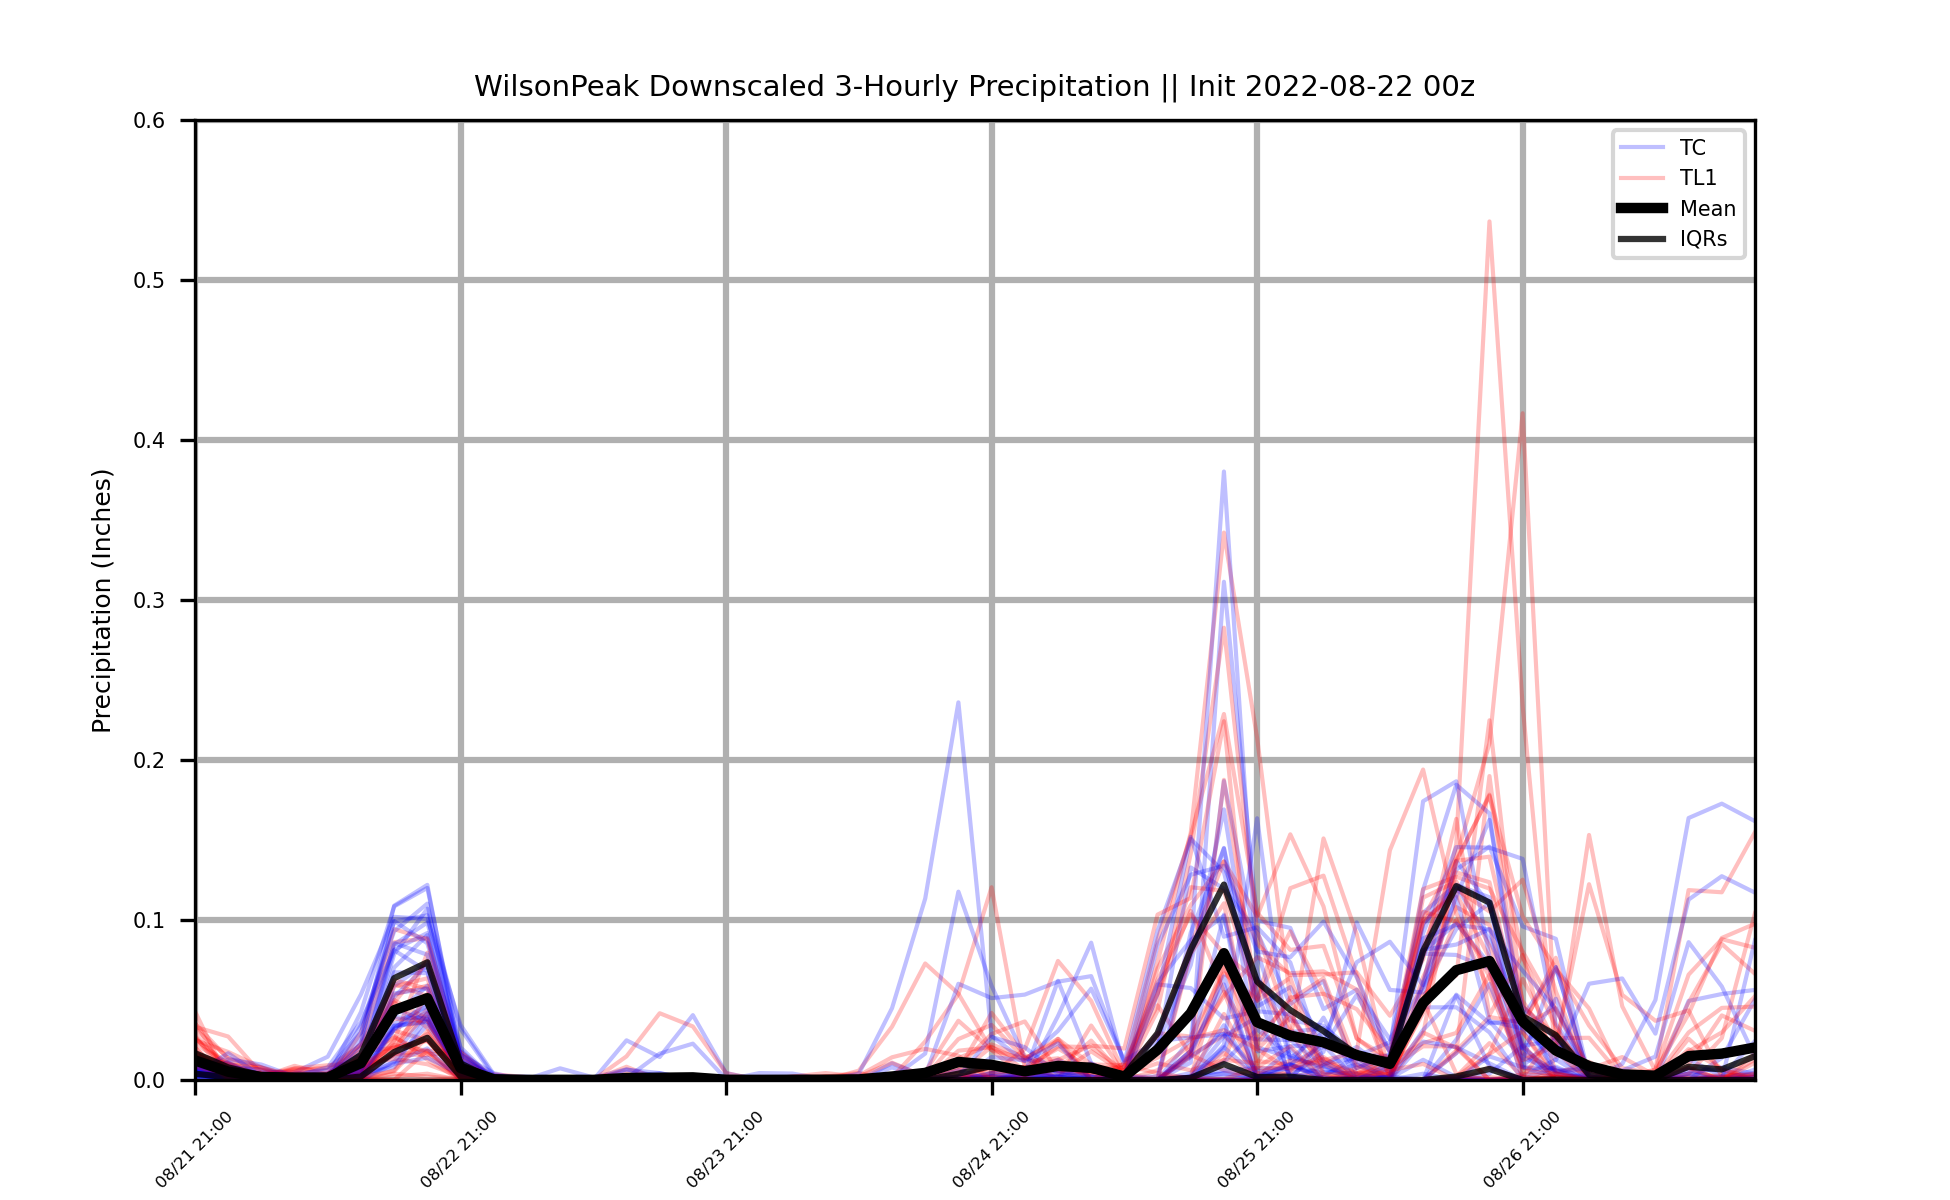 WilsonPeak Downscaled 3-Hourly Precipitation || Init 2022-08-22 00z
TC
TL1
Mean
IQRs
Precipitation (Inches)
0.6
0.5
0.4
0.3
0.2
0.1
0.0
08/21 21:00
08/22 21:00
08/23 21:00
08/24 21:00
08/25 21:00
08/26 21:00